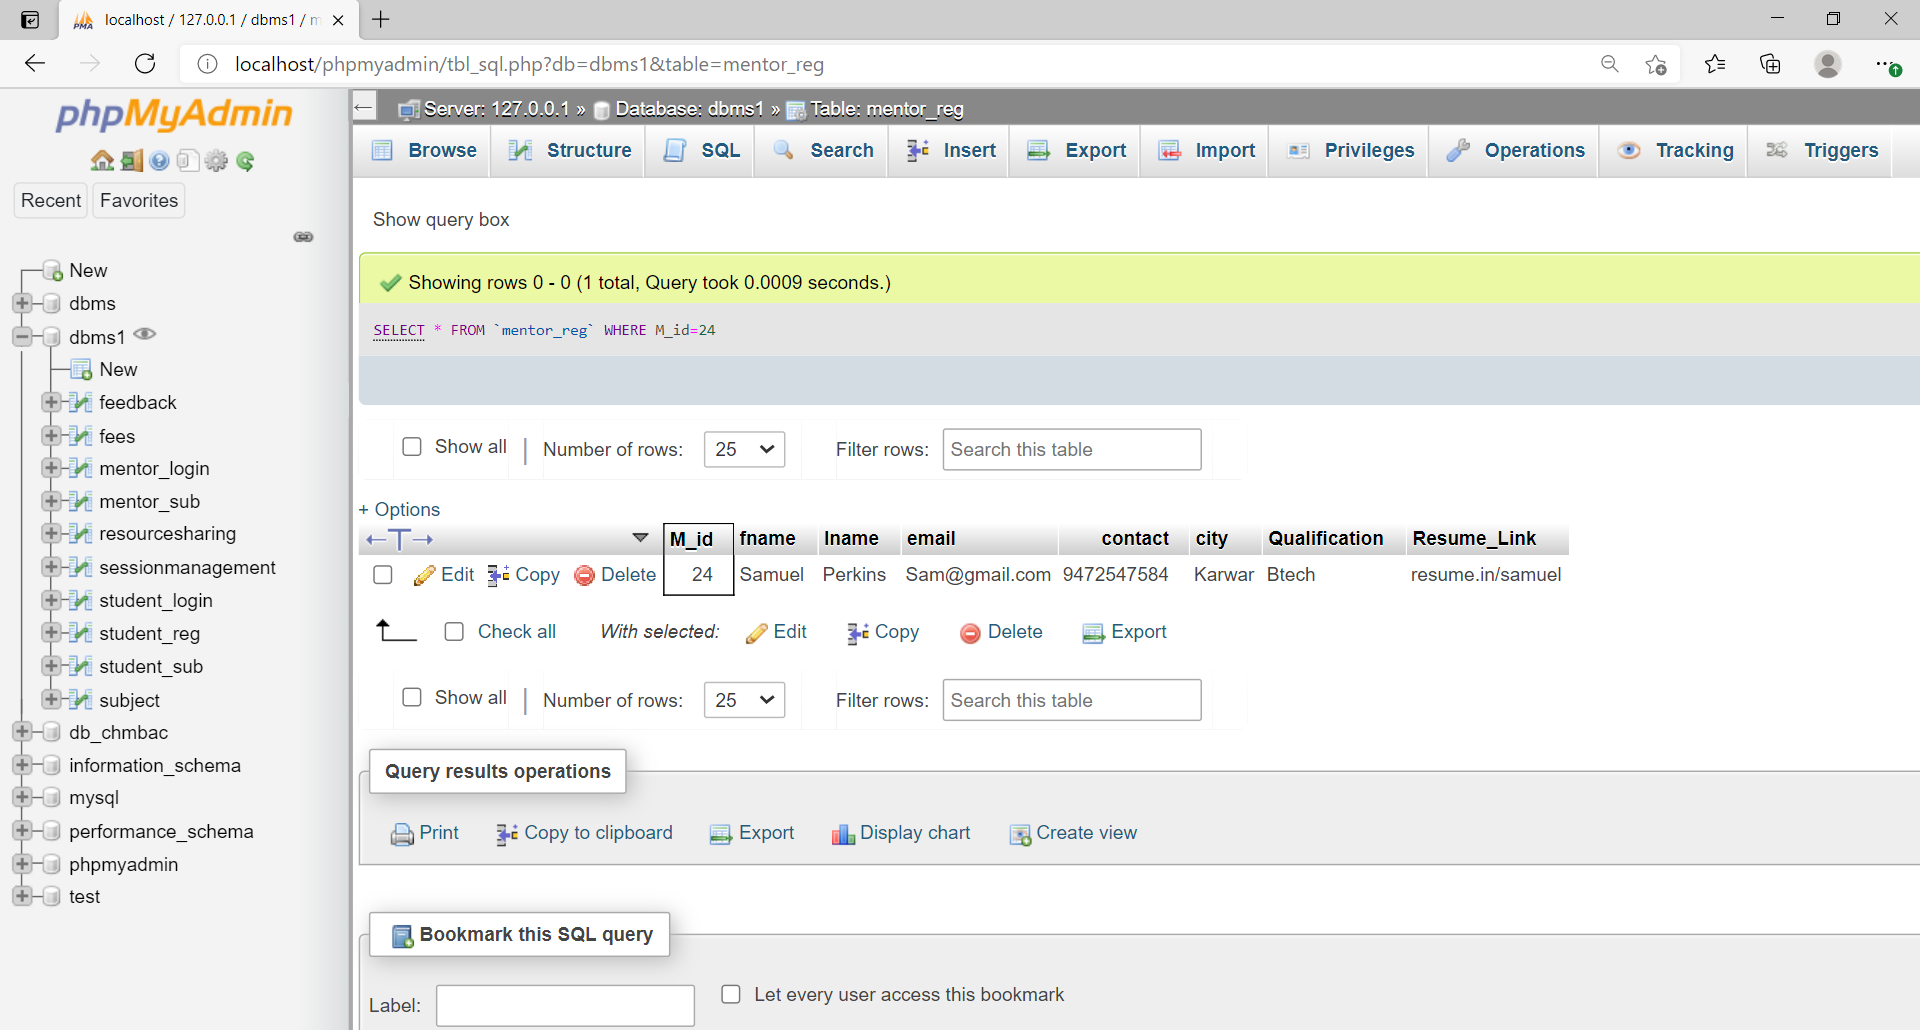 localhost / 127.0.0.1 / dbms1 / m
localhost/phpmyadmin/tbl_sql.php?db=dbms1&table=mentor_reg
phpMyAdmin
Recent Favorites
New
dbms
dbms1
New
feedback
fees
mentor_login
mentor_sub
resourcesharing
sessionmanagement
student_login
student_reg
student_sub
subject
db_chmbac
information_schema
mysql
performance_schema
phpmyadmin
test
Server: 127.0.0.1 » Database: dbms1 » Table: mentor_reg
Browse Structure SQL Search Insert Export Import Privileges Operations Tracking Triggers
Show query box
Showing rows 0 - 0 (1 total, Query took 0.0009 seconds.)
SELECT * FROM `mentor_reg` WHERE M_id=24
Show all | Number of rows: 25 Filter rows: Search this table
+ Options
←T→ M_id fname lname email contact city Qualification Resume_Link
Edit Copy Delete 24 Samuel Perkins Sam@gmail.com 9472547584 Karwar Btech resume.in/samuel
Check all With selected: Edit Copy Delete Export
Show all | Number of rows: 25 Filter rows: Search this table
Query results operations
Print Copy to clipboard Export Display chart Create view
Bookmark this SQL query
Label: Let every user access this bookmark